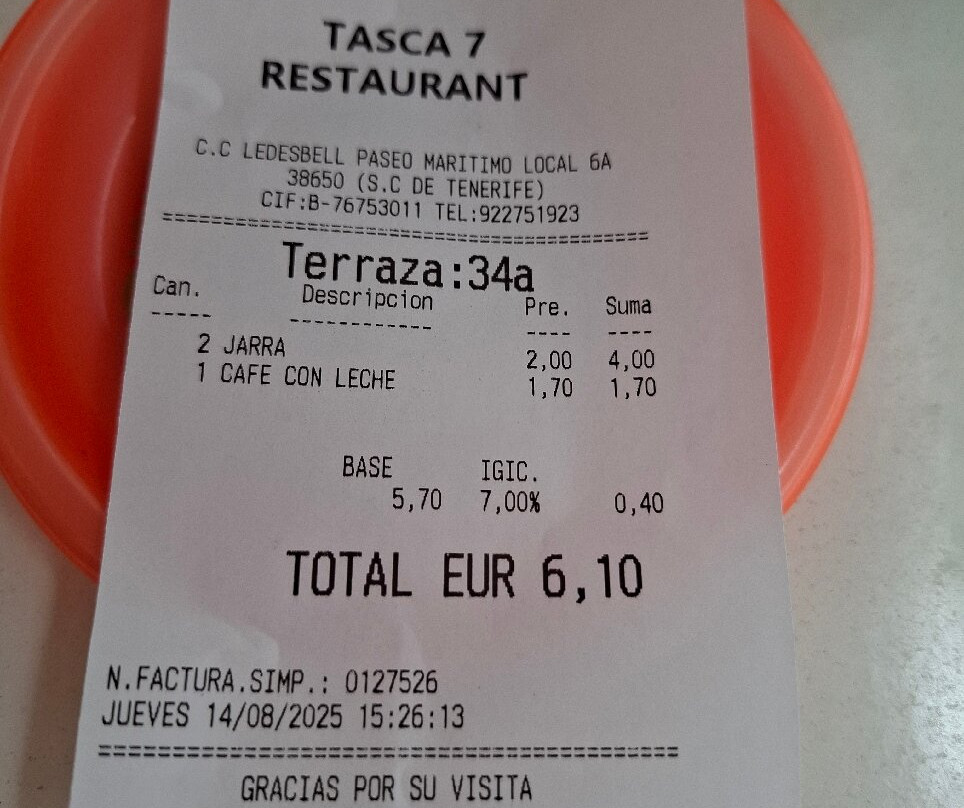 TASCA 7
RESTAURANT
C.C LEDESBELL PASEO MARITIMO LOCAL 6A
38650 (S.C DE TENERIFE)
CIF:B-76753011 TEL:922751923
================================================
Terraza:34a
Can. Descripcion Pre. Suma
----- ------------ ---- ----
2 JARRA 2,00 4,00
1 CAFE CON LECHE 1,70 1,70
BASE IGIC.
5,70 7,00% 0,40
TOTAL EUR 6,10
N.FACTURA.SIMP.: 0127526
JUEVES 14/08/2025 15:26:13
================================================
GRACIAS POR SU VISITA